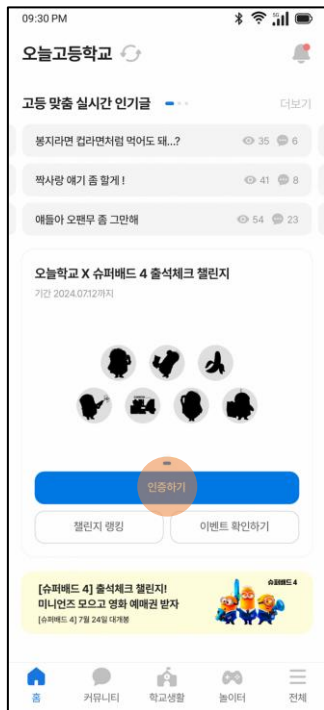 09:30 PM
5G
오늘고등학교
고등 맞춤 실시간 인기글
더보기
봉지라면 컵라면처럼 먹어도 돼...? 35 6
짝사랑 얘기 좀 할게 ! 41 8
얘들아 오팬무 좀 그만해 54 23
오늘학교 X 슈퍼배드 4 출석체크 챌린지
기간 2024.07.12까지
인증하기
챌린지 랭킹
이벤트 확인하기
[슈퍼배드 4] 출석체크 챌린지!
미니언즈 모으고 영화 예매권 받자
[슈퍼배드 4] 7월 24일 대개봉
슈퍼배드 4
홈
커뮤니티
학교생활
놀이터
전체